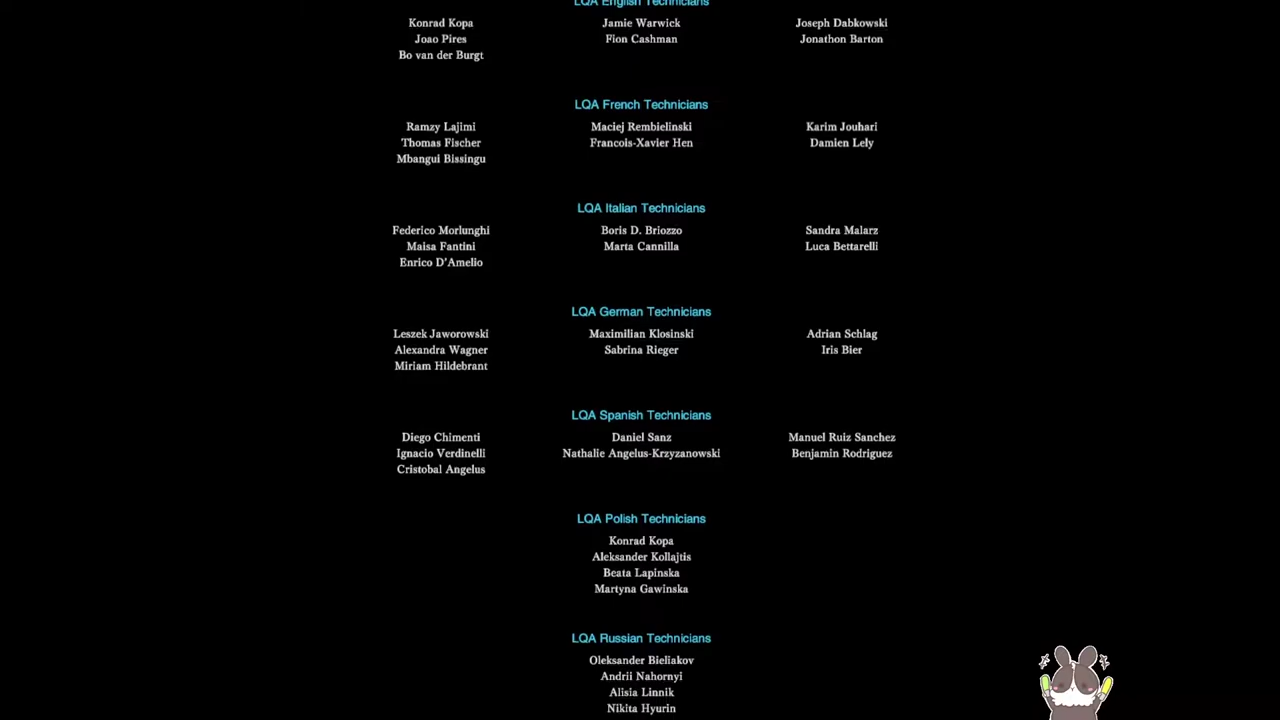 LQA English Technicians
Konrad Kopa Jamie Warwick Joseph Dabkowski
Joao Pires Fion Cashman Jonathon Barton
Bo van der Burgt
LQA French Technicians
Ramzy Lajimi Maciej Rembielinski Karim Jouhari
Thomas Fischer Francois-Xavier Hen Damien Lely
Mbangui Bissingu
LQA Italian Technicians
Federico Morlunghi Boris D. Briozzo Sandra Malarz
Maisa Fantini Marta Cannilla Luca Bettarelli
Enrico D'Amelio
LQA German Technicians
Leszek Jaworowski Maximilian Klosinski Adrian Schlag
Alexandra Wagner Sabrina Rieger Iris Bier
Miriam Hildebrant
LQA Spanish Technicians
Diego Chimenti Daniel Sanz Manuel Ruiz Sanchez
Ignacio Verdinelli Nathalie Angelus-Krzyzanowski Benjamin Rodriguez
Cristobal Angelus
LQA Polish Technicians
Konrad Kopa
Aleksander Kollajtis
Beata Lapinska
Martyna Gawinska
LQA Russian Technicians
Oleksander Bieliakov
Andrii Nahornyi
Alisia Linnik
Nikita Hyurin